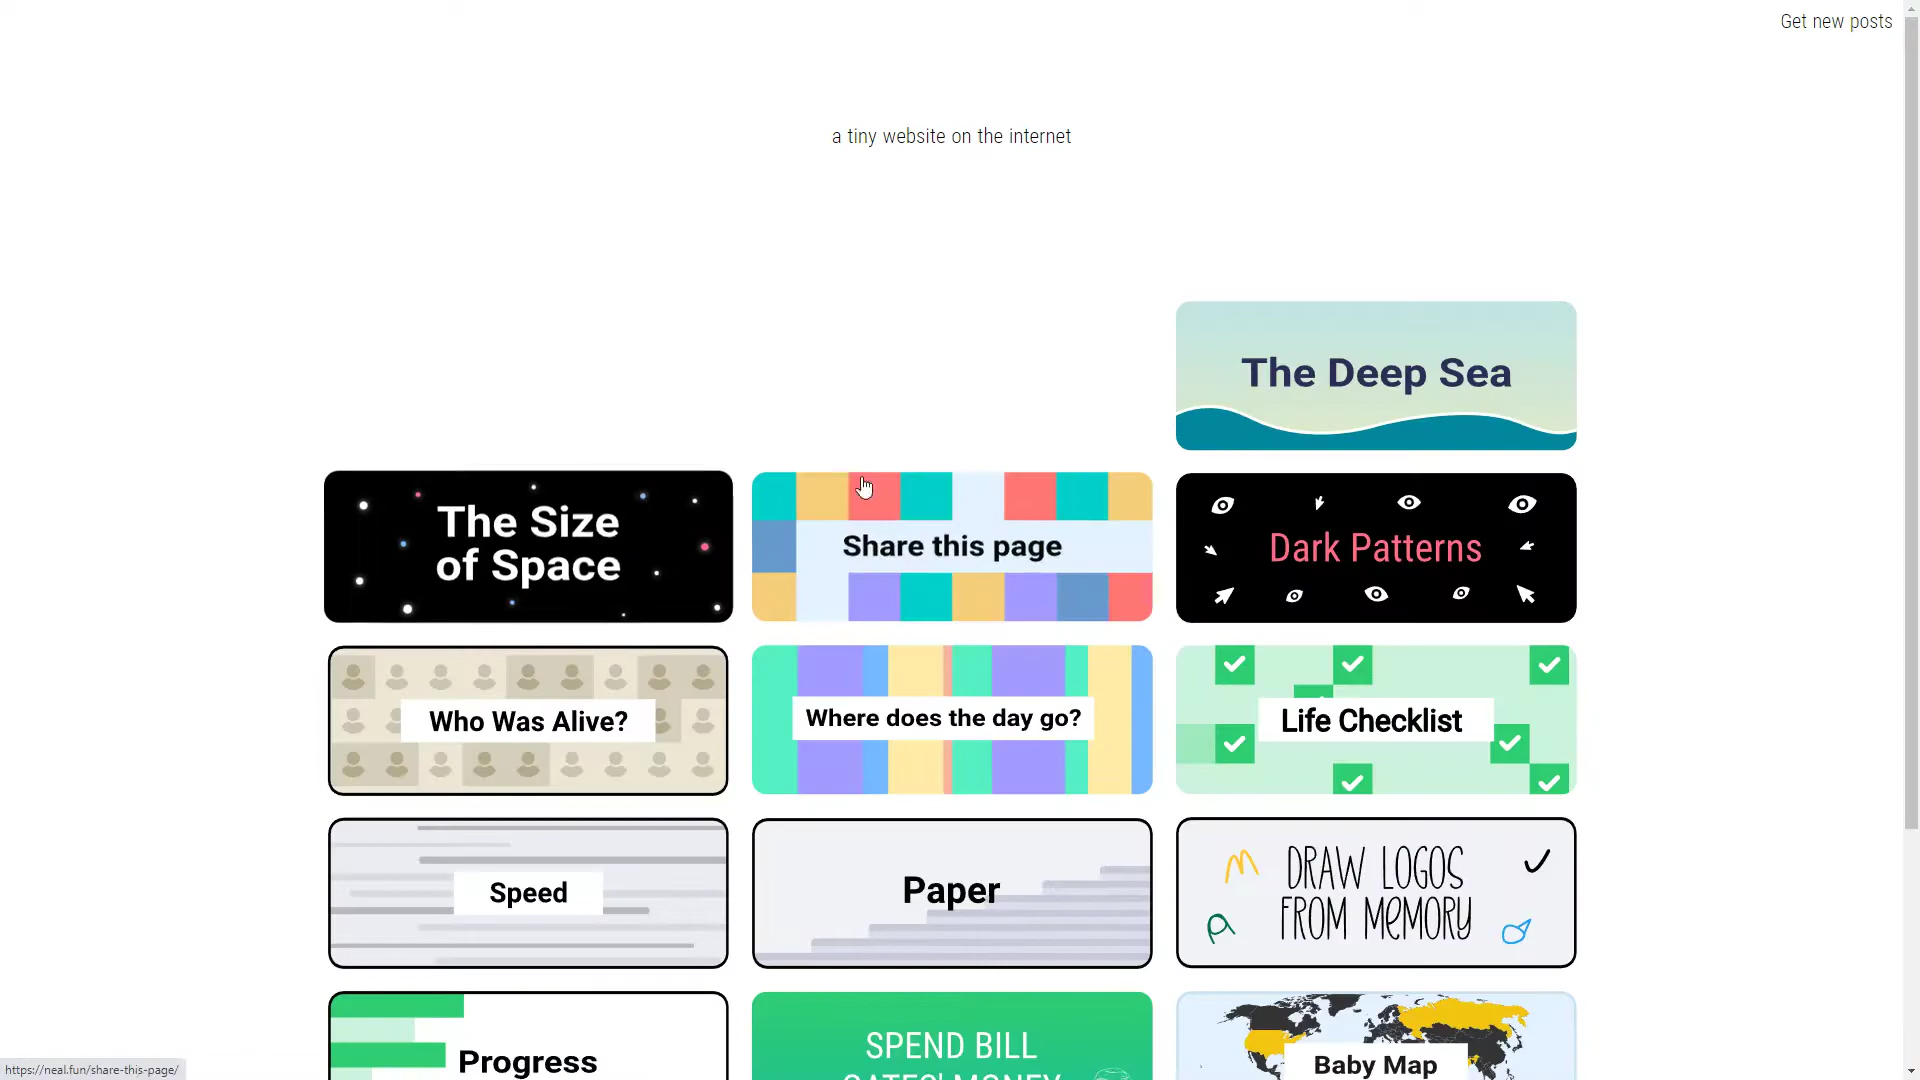 Get new posts
a tiny website on the internet
The Deep Sea
The Size
of Space
Share this page
Dark Patterns
Who Was Alive?
Where does the day go?
Life Checklist
Speed
Paper
DRAW LOGOS
FROM MEMORY
Progress
SPEND BILL
GATES' MONEY
Baby Map
https://neal.fun/share-this-page/